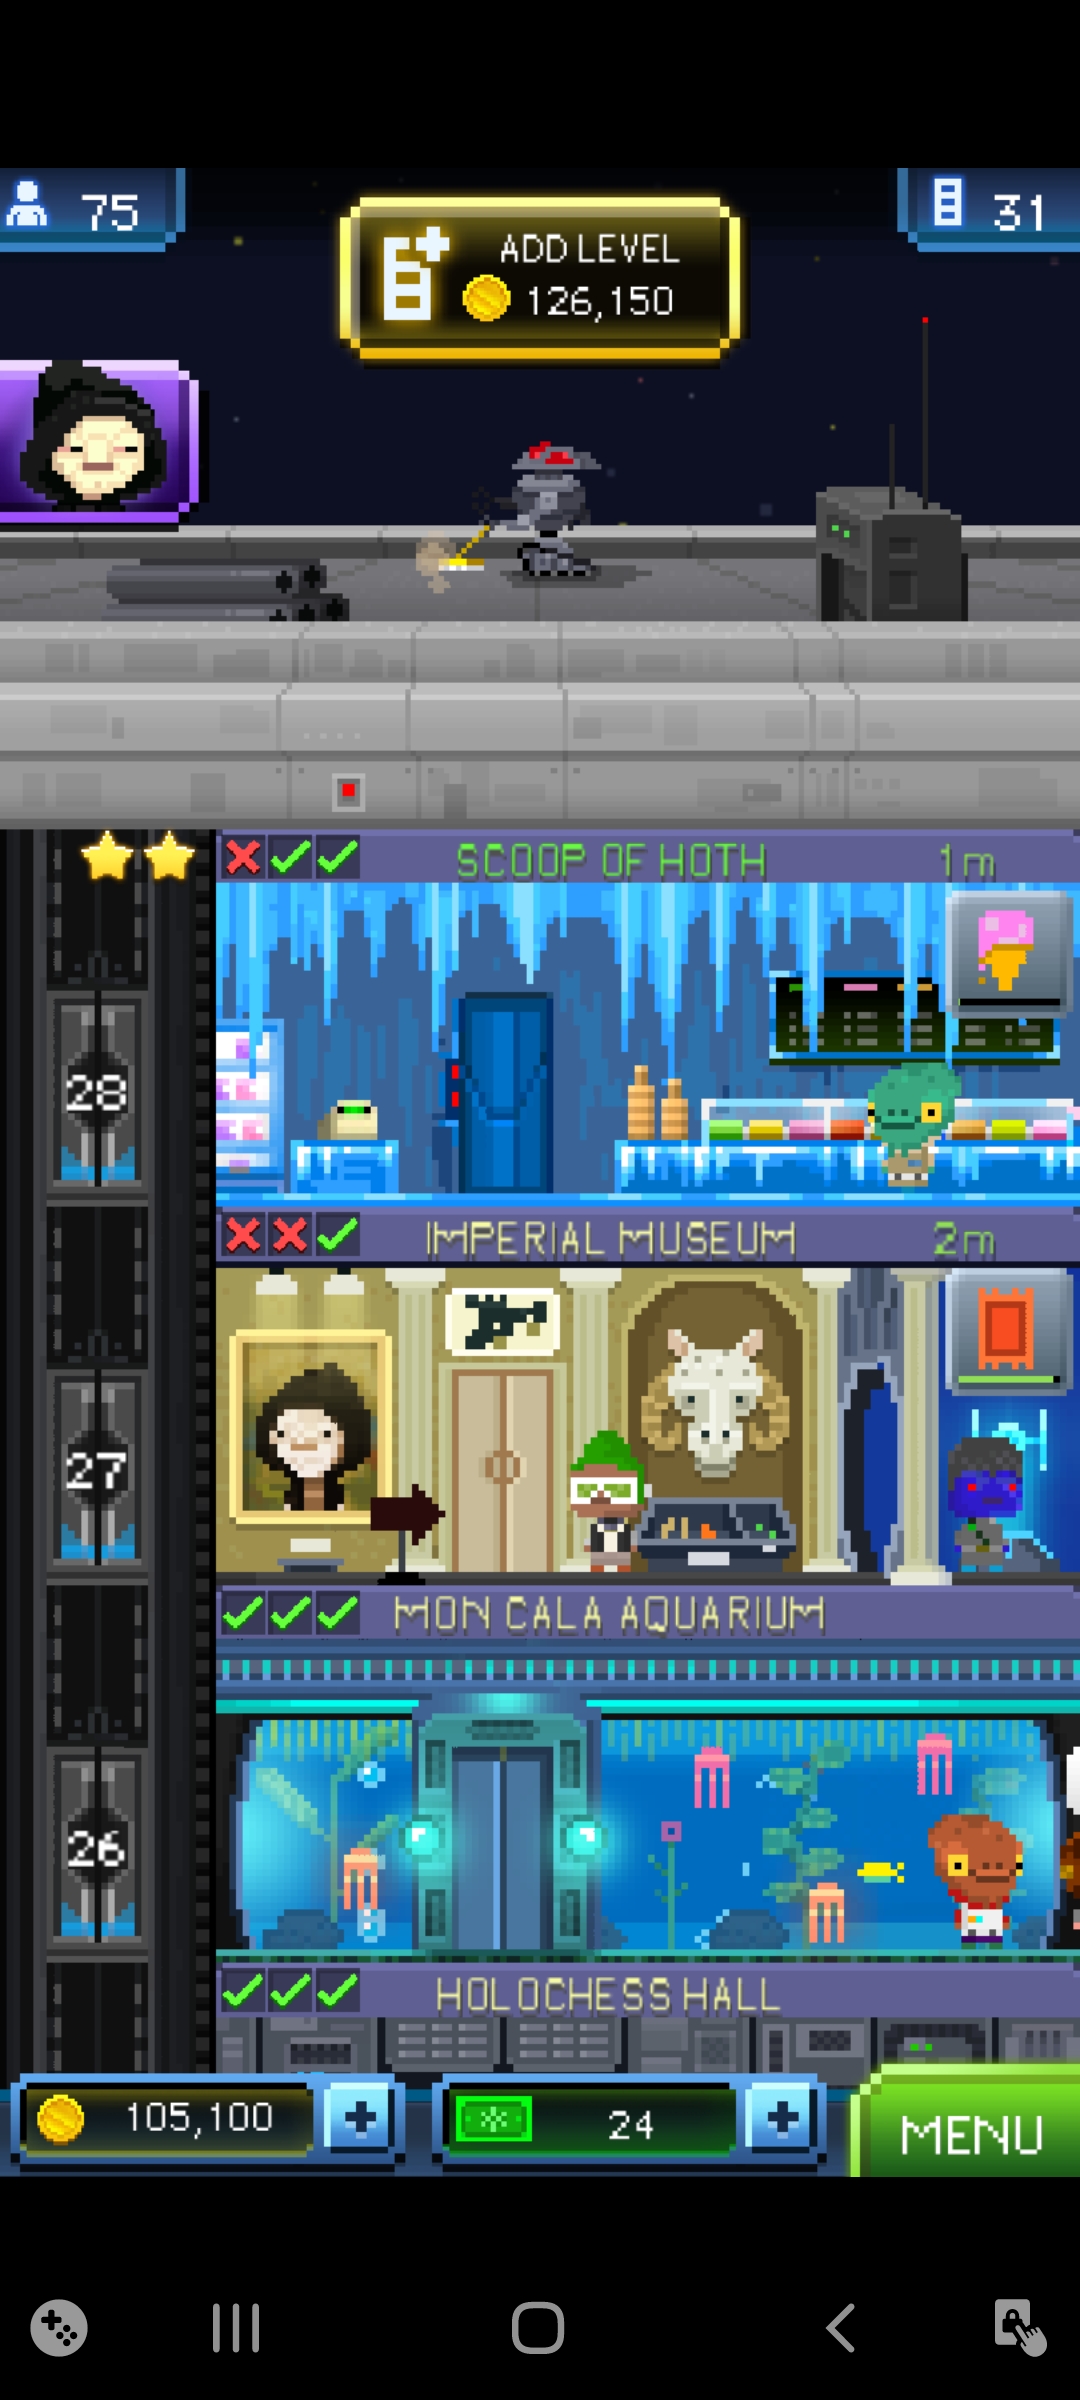 75
ADD LEVEL
126,150
31
SCOOP OF HOTH 1m
28
IMPERIAL MUSEUM 2m
27
MON CALA AQUARIUM
26
HOLOCHESS HALL
105,100
24
MENU